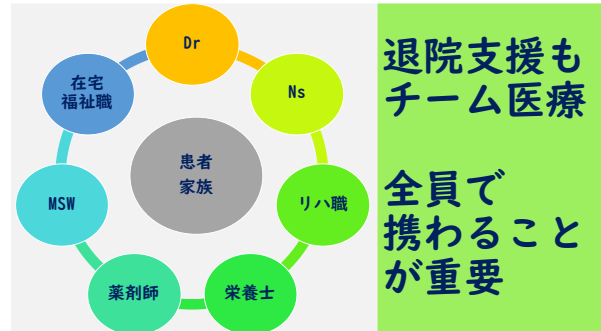 Dr
Ns
リハ職
栄養士
薬剤師
MSW
在宅
福祉職
患者
家族
退院支援も
チーム医療
全員で
携わること
が重要